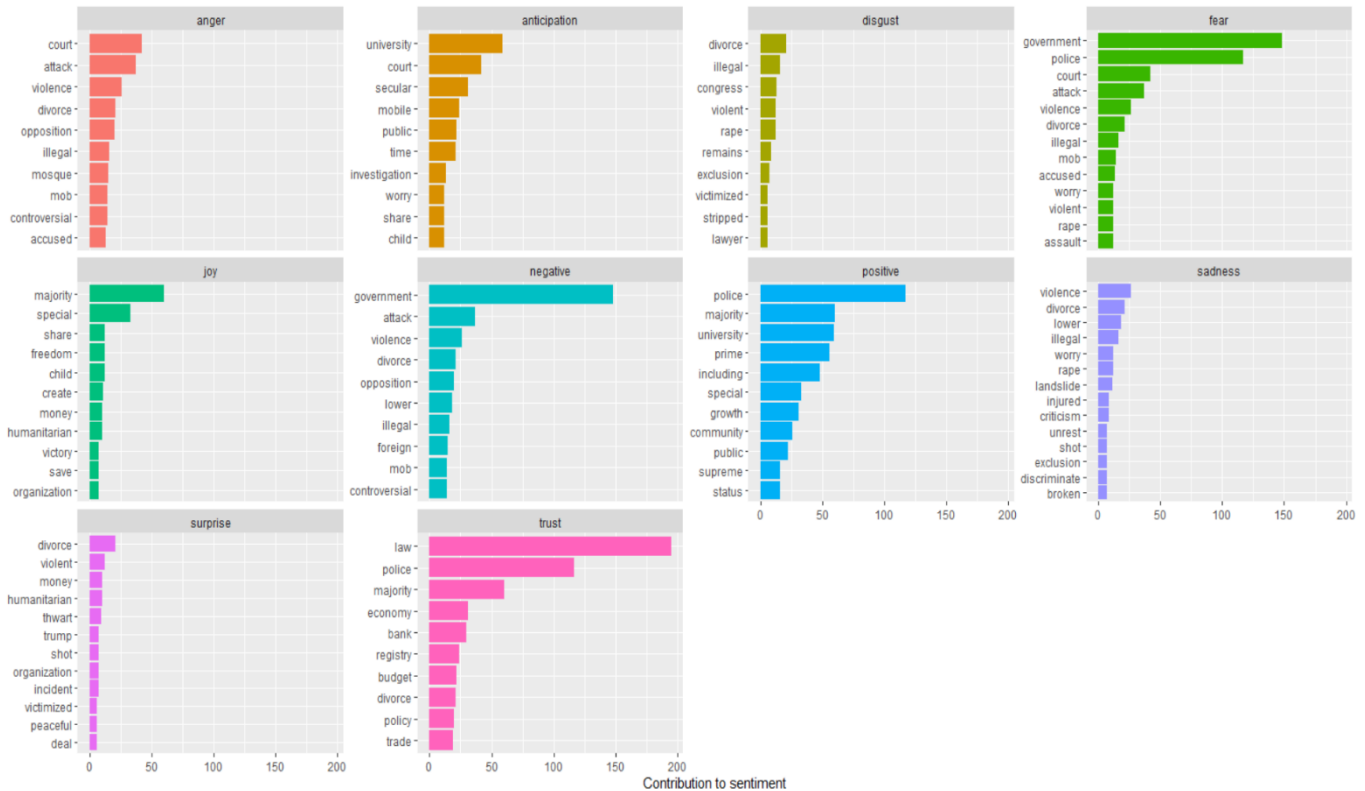 anger
court
attack
violence
divorce
opposition
illegal
mosque
mob
controversial
accused
anticipation
university
court
secular
mobile
public
time
investigation
worry
share
child
disgust
divorce
illegal
congress
violent
rape
remains
exclusion
victimized
stripped
lawyer
fear
government
police
court
attack
violence
divorce
illegal
mob
accused
worry
violent
rape
assault
joy
majority
special
share
freedom
child
create
money
humanitarian
victory
save
organization
negative
government
attack
violence
divorce
opposition
lower
illegal
foreign
mob
controversial
positive
police
majority
university
prime
including
special
growth
community
public
supreme
status
0 50 100 150 200
sadness
violence
divorce
lower
illegal
worry
rape
landslide
injured
criticism
unrest
shot
exclusion
discriminate
broken
0 50 100 150 200
surprise
divorce
violent
money
humanitarian
thwart
trump
shot
organization
incident
victimized
peaceful
deal
0 50 100 150 200
trust
law
police
majority
economy
bank
registry
budget
divorce
policy
trade
0 50 100 150 200
Contribution to sentiment